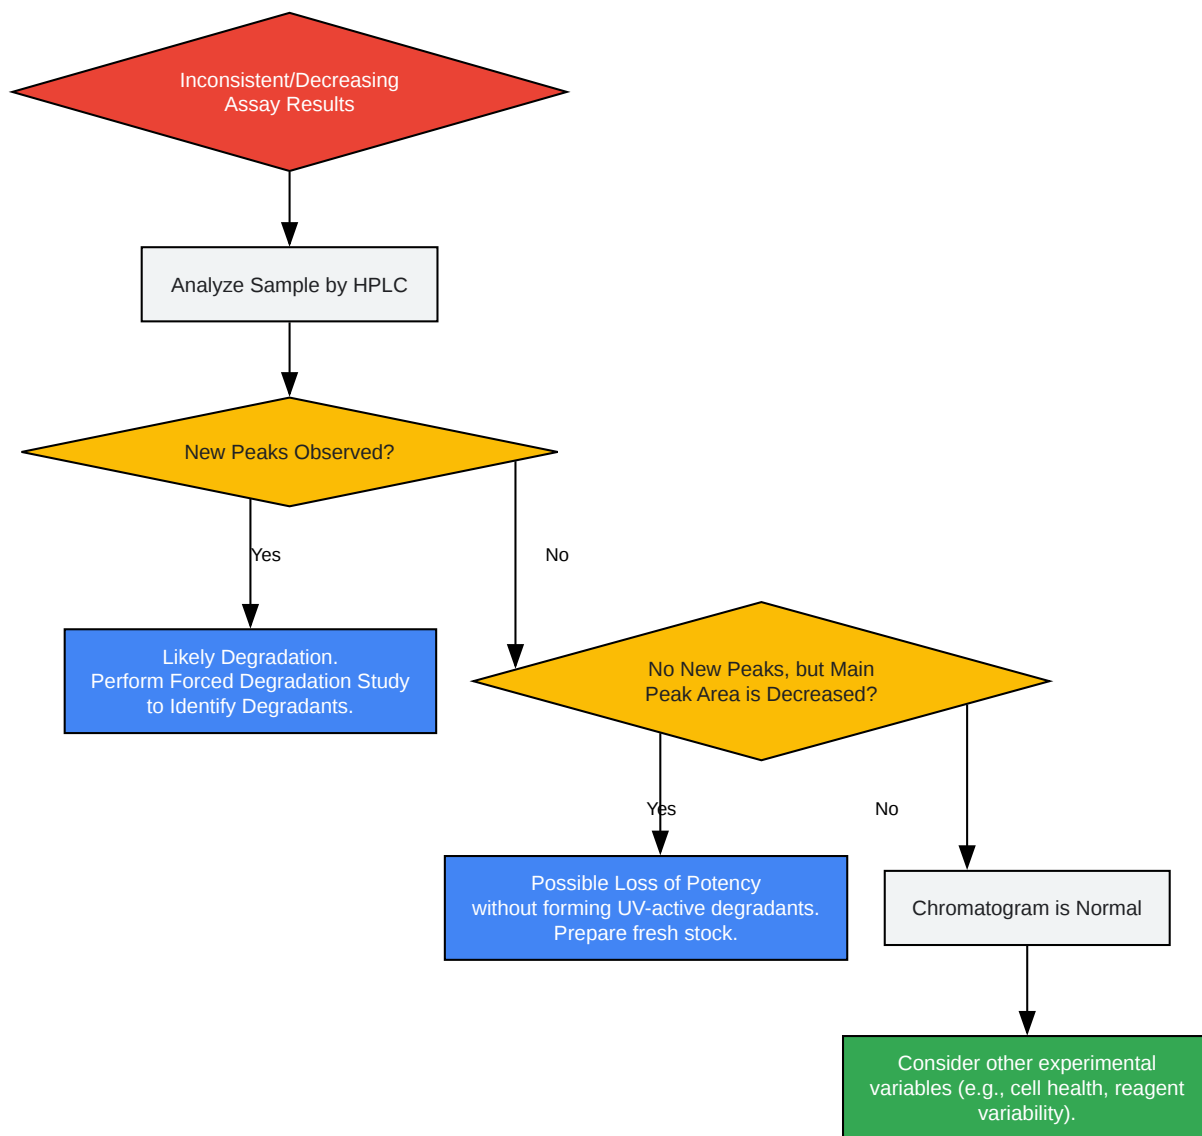 Inconsistent/Decreasing
Assay Results
Analyze Sample by HPLC
New Peaks Observed?
Yes
No
Likely Degradation.
Perform Forced Degradation Study
to Identify Degradants.
No New Peaks, but Main
Peak Area is Decreased?
Yes
No
Possible Loss of Potency
without forming UV-active degradants.
Prepare fresh stock.
Chromatogram is Normal
Consider other experimental
variables (e.g., cell health, reagent
variability).